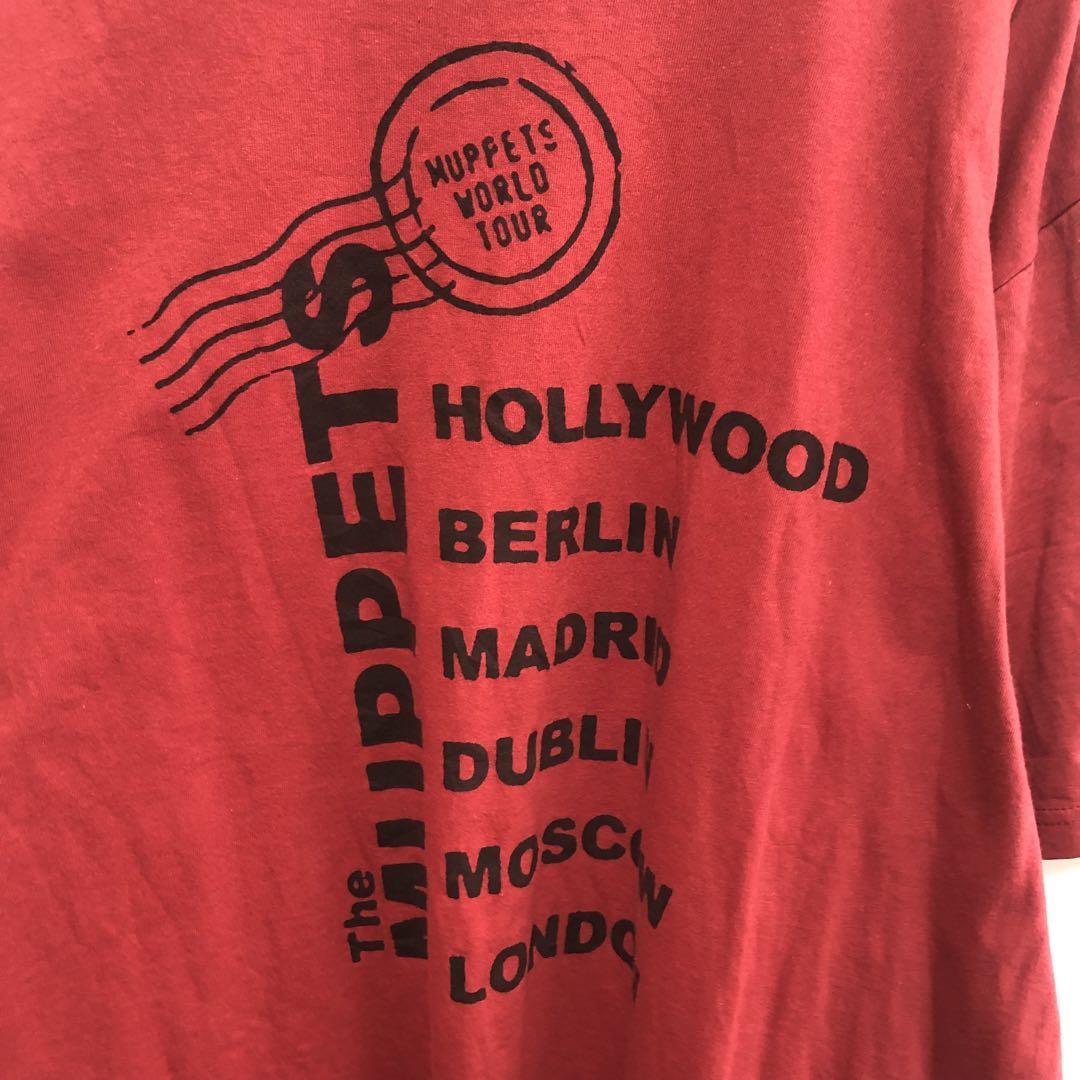 MUPPETS
WORLD
TOUR
The MUPPETS
HOLLYWOOD
BERLIN
MADRID
DUBLIN
MOSCOW
LONDON